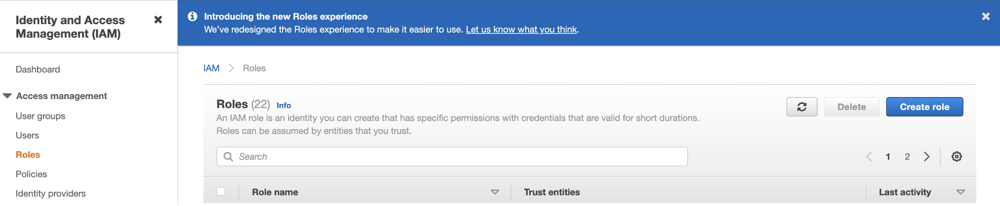 Identity and Access
Management (IAM)
Dashboard
Access management
User groups
Users
Roles
Policies
Identity providers
Introducing the new Roles experience
We’ve redesigned the Roles experience to make it easier to use. Let us know what you think.
IAM Roles
Roles (22) Info
An IAM role is an identity you can create that has specific permissions with credentials that are valid for short durations.
Roles can be assumed by entities that you trust.
Delete Create role
Search
1 2
Role name Trust entities Last activity